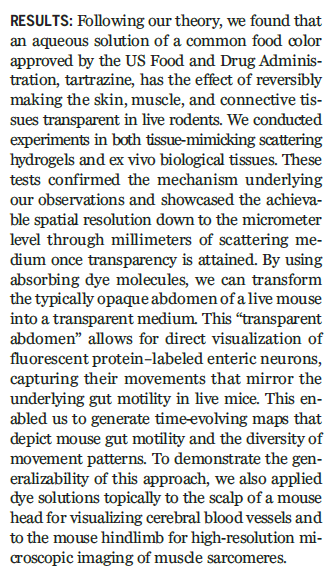 RESULTS: Following our theory, we found that
an aqueous solution of a common food color
approved by the US Food and Drug Adminis-
tration, tartrazine, has the effect of reversibly
making the skin, muscle, and connective tis-
sues transparent in live rodents. We conducted
experiments in both tissue-mimicking scattering
hydrogels and ex vivo biological tissues. These
tests confirmed the mechanism underlying
our observations and showcased the achieva-
ble spatial resolution down to the micrometer
level through millimeters of scattering me-
dium once transparency is attained. By using
absorbing dye molecules, we can transform
the typically opaque abdomen of a live mouse
into a transparent medium. This “transparent
abdomen” allows for direct visualization of
fluorescent protein–labeled enteric neurons,
capturing their movements that mirror the
underlying gut motility in live mice. This en-
abled us to generate time-evolving maps that
depict mouse gut motility and the diversity of
movement patterns. To demonstrate the gen-
eralizability of this approach, we also applied
dye solutions topically to the scalp of a mouse
head for visualizing cerebral blood vessels and
to the mouse hindlimb for high-resolution mi-
croscopic imaging of muscle sarcomeres.